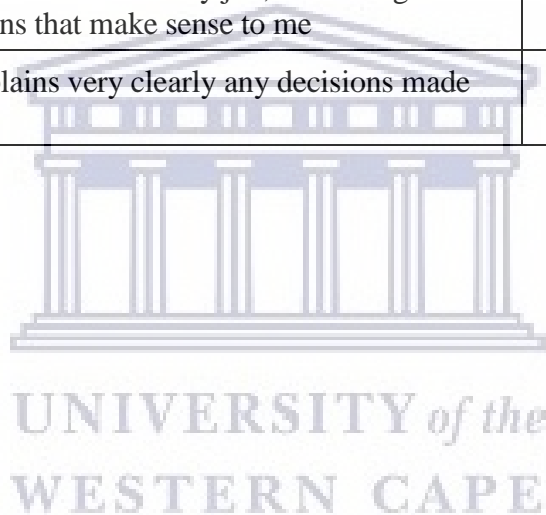 ns that make sense to me
lains very clearly any decisions made
UNIVERSITY of the
WESTERN CAPE